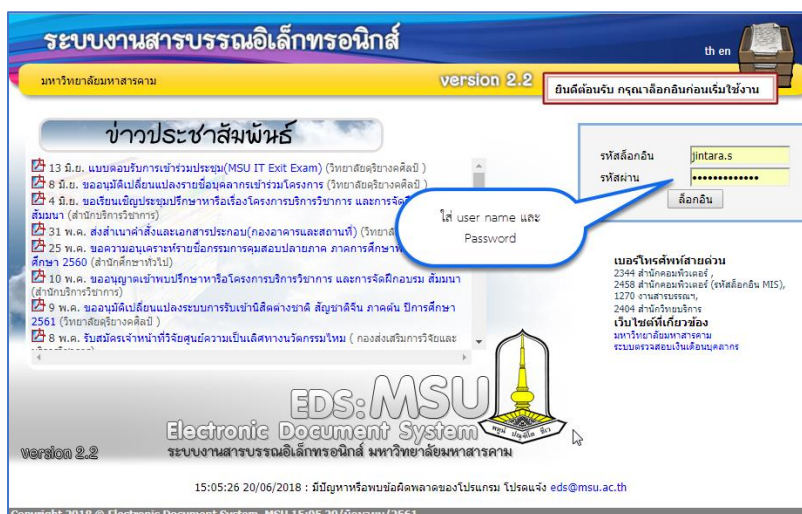 ระบบงานสารบรรณอิเล็กทรอนิกส์
th en
มหาวิทยาลัยมหาสารคาม
version 2.2
ยินดีต้อนรับ กรุณาล็อกอินก่อนเริ่มใช้งาน
ข่าวประชาสัมพันธ์
13 มิ.ย. แบบตอบรับการเข้าร่วมประชุม(MSU IT Exit Exam) (วิทยาลัยดุริยางคศิลป์ )
8 มิ.ย. ขออนุมัติเปลี่ยนแปลงรายชื่อบุคลากรเข้าร่วมโครงการ (วิทยาลัยดุริยางคศิลป์ )
4 มิ.ย. ขอเรียนเชิญประชุมปรึกษาหารือเรื่องโครงการบริการวิชาการ และการจัด
สัมมนา (สำนักบริการวิชาการ)
31 พ.ค. ส่งสำเนาคำสั่งและเอกสารประกอบ(กองอาคารและสถานที่)
25 พ.ค. ขอความอนุเคราะห์รายชื่อกรรมการคุมสอบปลายภาค ภาคการศึกษา
ศึกษา 2560 (สำนักศึกษาทั่วไป)
10 พ.ค. ขออนุญาตเข้าพบปรึกษาหารือโครงการบริการวิชาการ และการจัดฝึกอบรม สัมมนา
(สำนักบริการวิชาการ)
9 พ.ค. ขออนุมัติเปลี่ยนแปลงระบบการรับเข้านิสิตต่างชาติ สัญชาติจีน ภาคต้น ปีการศึกษา
2561 (วิทยาลัยดุริยางคศิลป์ )
8 พ.ค. รับสมัครเจ้าหน้าที่วิจัยศูนย์ความเป็นเลิศทางนวัตกรรมไหม ( กองส่งเสริมการวิจัยและ
รหัสล็อกอิน
jintara.s
รหัสผ่าน
ล็อกอิน
ใส่ user name และ
Password
เบอร์โทรศัพท์สายด่วน
2344 สำนักคอมพิวเตอร์ ,
2458 สำนักคอมพิวเตอร์ (รหัสล็อกอิน MIS),
1270 งานสารบรรณฯ,
2404 สำนักวิทยบริการ
เว็บไซต์ที่เกี่ยวข้อง
มหาวิทยาลัยมหาสารคาม
ระบบตรวจสอบเงินเดือนบุคลากร
EDS:MSU
Electronic Document System
version 2.2
ระบบงานสารบรรณอิเล็กทรอนิกส์ มหาวิทยาลัยมหาสารคาม
15:05:26 20/06/2018 : มีปัญหาหรือพบข้อผิดพลาดของโปรแกรม โปรดแจ้ง eds@msu.ac.th